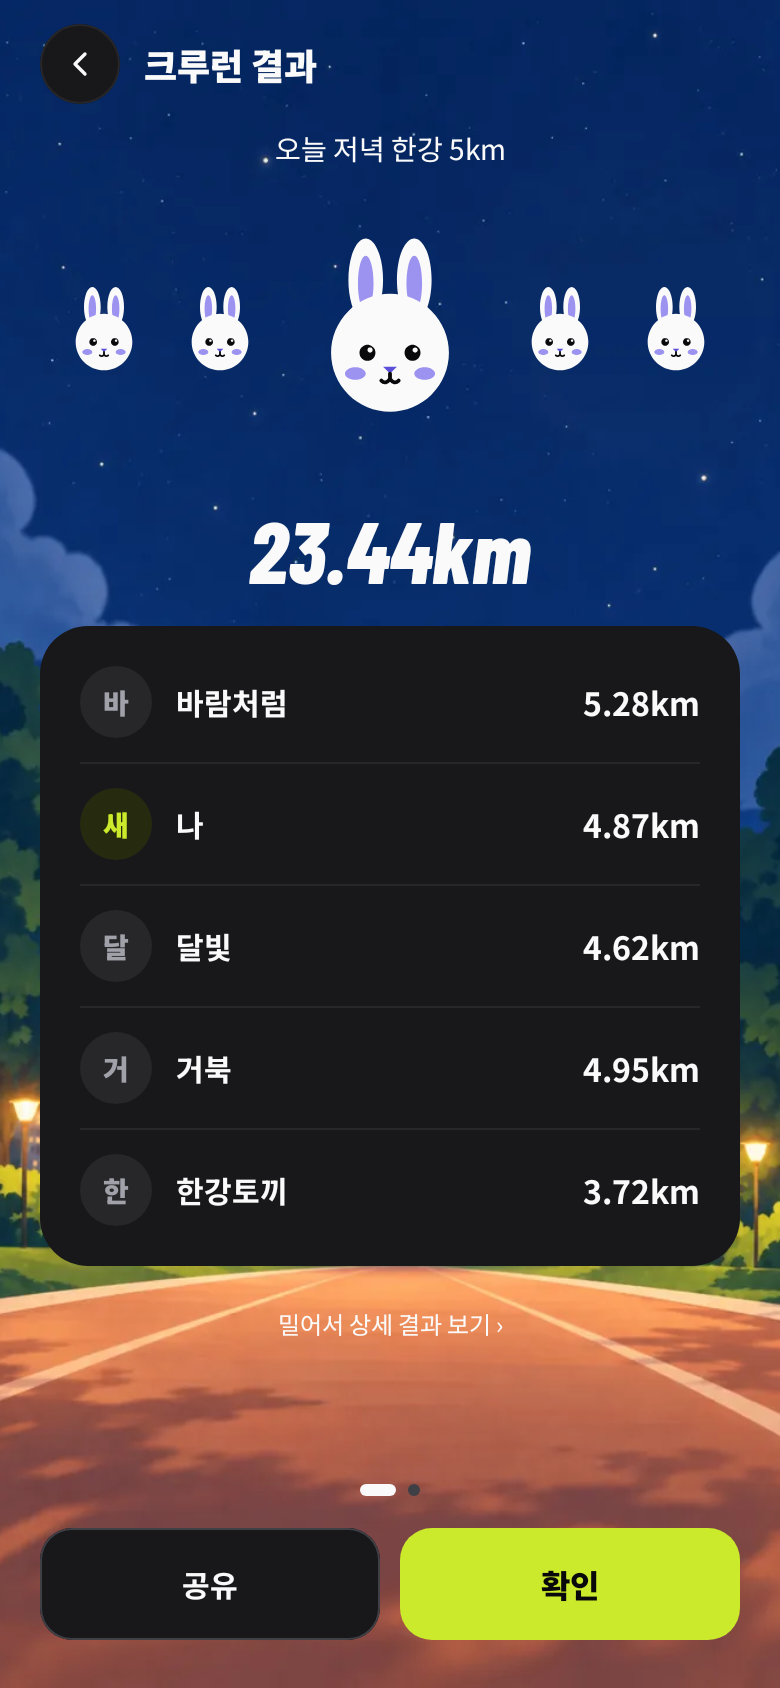 크루런 결과
오늘 저녁 한강 5km
23.44km
바 바람처럼 5.28km
새 나 4.87km
달 달빛 4.62km
거 거북 4.95km
한 한강토끼 3.72km
밀어서 상세 결과 보기 ›
공유 확인